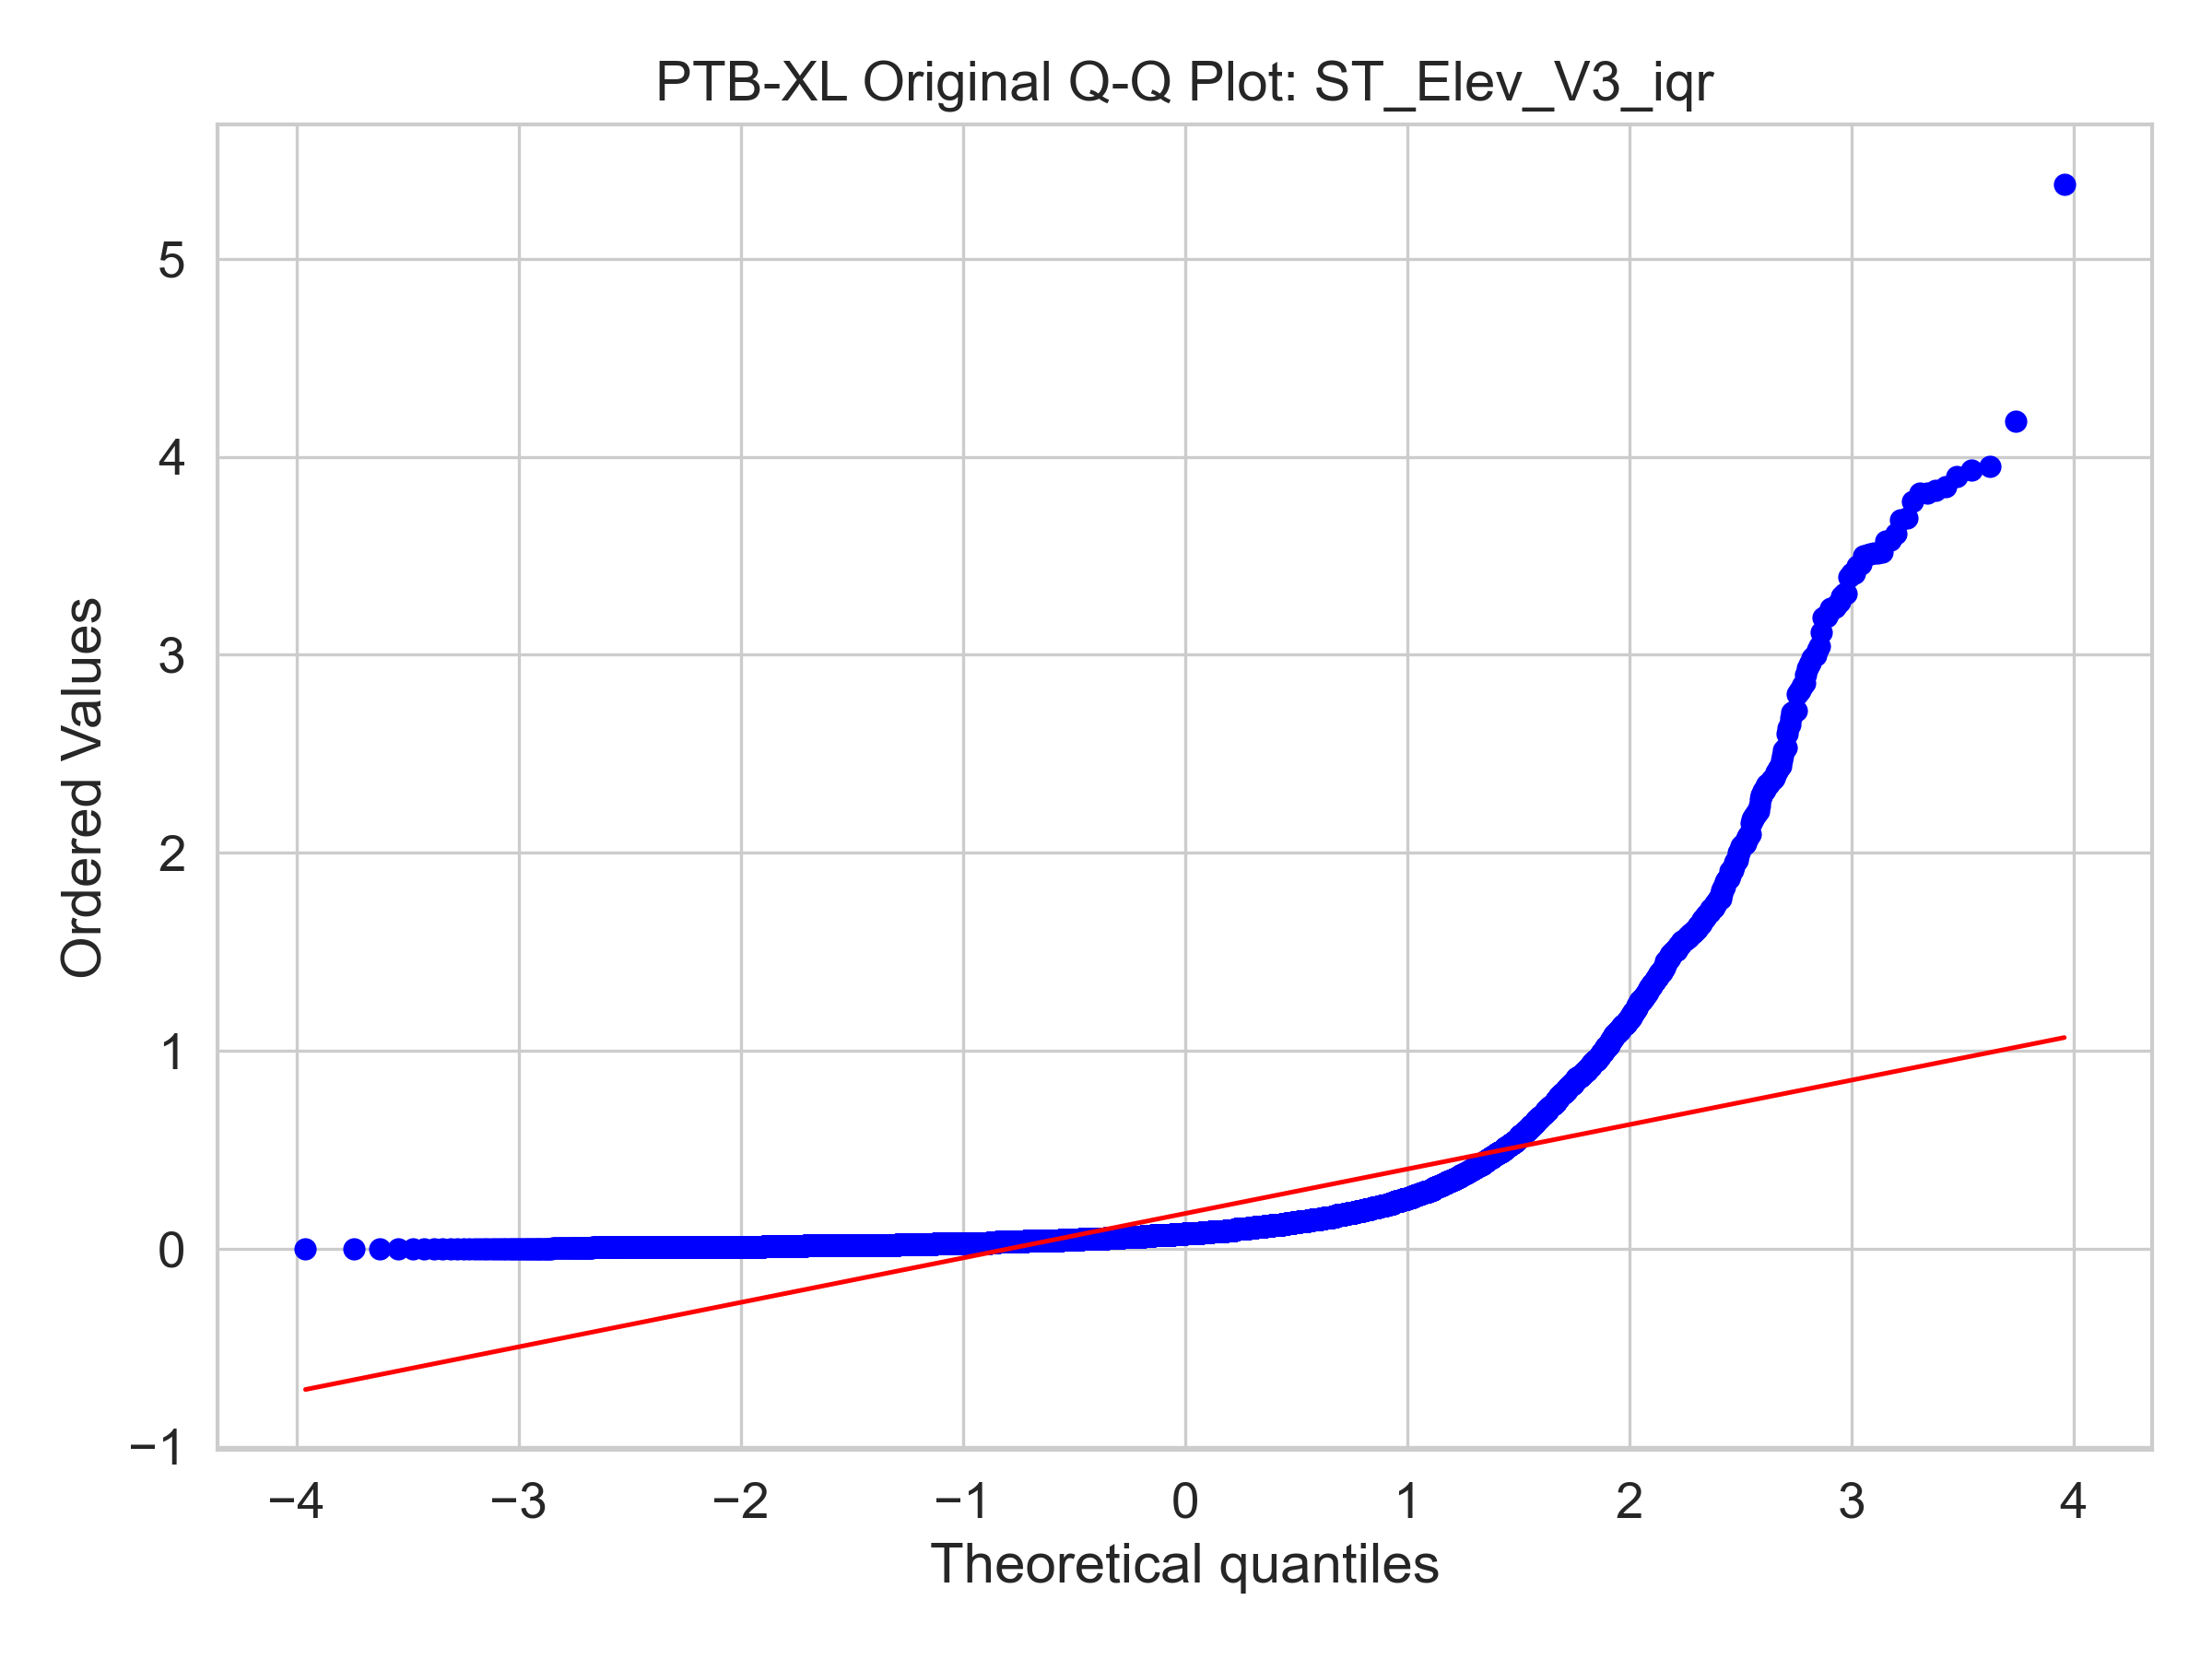 PTB-XL Original Q-Q Plot: ST_Elev_V3_iqr
Ordered Values
5
4
3
2
1
0
−1
−4 −3 −2 −1 0 1 2 3 4
Theoretical quantiles